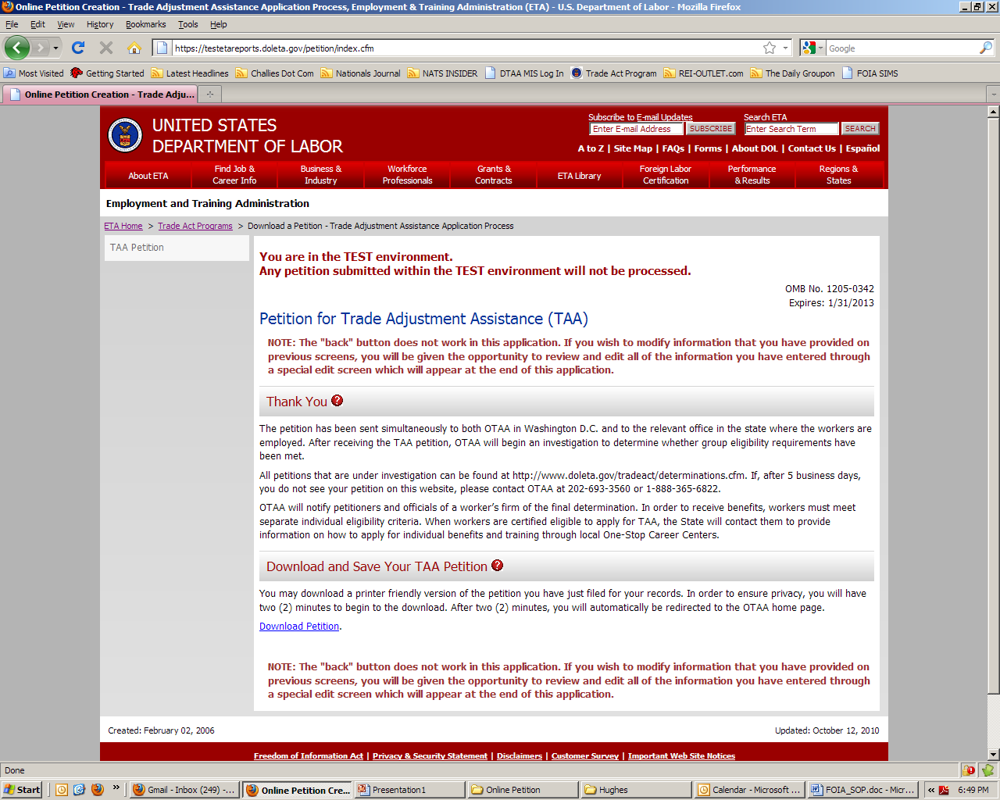 Online Petition Creation - Trade Adjustment Assistance Application Process, Employment & Training Administration (ETA) - U.S. Department of Labor - Mozilla Firefox
File Edit View History Bookmarks Tools Help
https://testetareports.doleta.gov/petition/index.cfm
Google
Most Visited Getting Started Latest Headlines Challies Dot Com Nationals Journal NATS INSIDER DTAA MIS Log In Trade Act Program REI-OUTLET.com The Daily Groupon FOIA SIMS
Online Petition Creation - Trade Adju...
UNITED STATES
DEPARTMENT OF LABOR
Subscribe to E-mail Updates
Enter E-mail Address SUBSCRIBE
Search ETA
Enter Search Term SEARCH
A to Z | Site Map | FAQs | Forms | About DOL | Contact Us | Español
About ETA
Find Job &
Career Info
Business &
Industry
Workforce
Professionals
Grants &
Contracts
ETA Library
Foreign Labor
Certification
Performance
& Results
Regions &
States
Employment and Training Administration
ETA Home > Trade Act Programs > Download a Petition - Trade Adjustment Assistance Application Process
TAA Petition
You are in the TEST environment.
Any petition submitted within the TEST environment will not be processed.
OMB No. 1205-0342
Expires: 1/31/2013
Petition for Trade Adjustment Assistance (TAA)
NOTE: The "back" button does not work in this application. If you wish to modify information that you have provided on
previous screens, you will be given the opportunity to review and edit all of the information you have entered through
a special edit screen which will appear at the end of this application.
Thank You ?
The petition has been sent simultaneously to both OTAA in Washington D.C. and to the relevant office in the state where the workers are
employed. After receiving the TAA petition, OTAA will begin an investigation to determine whether group eligibility requirements have
been met.
All petitions that are under investigation can be found at http://www.doleta.gov/tradeact/determinations.cfm. If, after 5 business days,
you do not see your petition on this website, please contact OTAA at 202-693-3560 or 1-888-365-6822.
OTAA will notify petitioners and officials of a worker's firm of the final determination. In order to receive benefits, workers must meet
separate individual eligibility criteria. When workers are certified eligible to apply for TAA, the State will contact them to provide
information on how to apply for individual benefits and training through local One-Stop Career Centers.
Download and Save Your TAA Petition ?
You may download a printer friendly version of the petition you have just filed for your records. In order to ensure privacy, you will have
two (2) minutes to begin to the download. After two (2) minutes, you will automatically be redirected to the OTAA home page.
Download Petition.
NOTE: The "back" button does not work in this application. If you wish to modify information that you have provided on
previous screens, you will be given the opportunity to review and edit all of the information you have entered through
a special edit screen which will appear at the end of this application.
Created: February 02, 2006
Updated: October 12, 2010
Freedom of Information Act | Privacy & Security Statement | Disclaimers | Customer Survey | Important Web Site Notices
Done
Start » Gmail - Inbox (249) -... Online Petition Cre... Presentation1 Online Petition Hughes Calendar - Microsoft ... FOIA_SOP.doc - Micr... « 6:49 PM